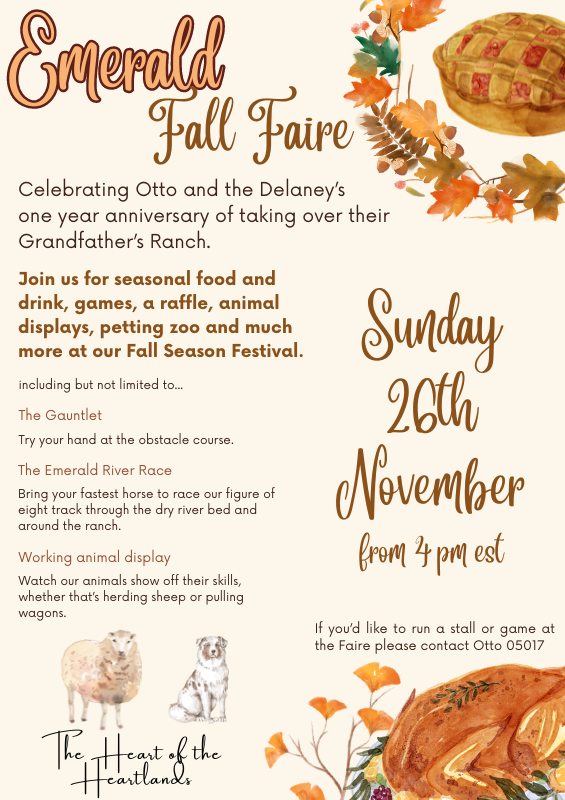 Emerald
Fall Faire
Celebrating Otto and the Delaney's
one year anniversary of taking over their
Grandfather's Ranch.
Join us for seasonal food and
drink, games, a raffle, animal
displays, petting zoo and much
more at our Fall Season Festival.
including but not limited to...
The Gauntlet
Try your hand at the obstacle course.
The Emerald River Race
Bring your fastest horse to race our figure of
eight track through the dry river bed and
around the ranch.
Working animal display
Watch our animals show off their skills,
whether that's herding sheep or pulling
wagons.
Sunday
26th
November
from 4 pm est
If you'd like to run a stall or game at
the Faire please contact Otto 05017
The Heart of the
Heartlands